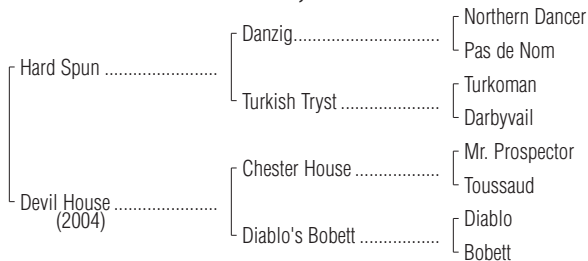 Northern Dancer
Danzig
Pas de Nom
Hard Spun
Turkoman
Turkish Tryst
Darbyvail
Mr. Prospector
Chester House
Toussaud
Devil House
(2004)
Diablo
Diablo's Bobett
Bobett